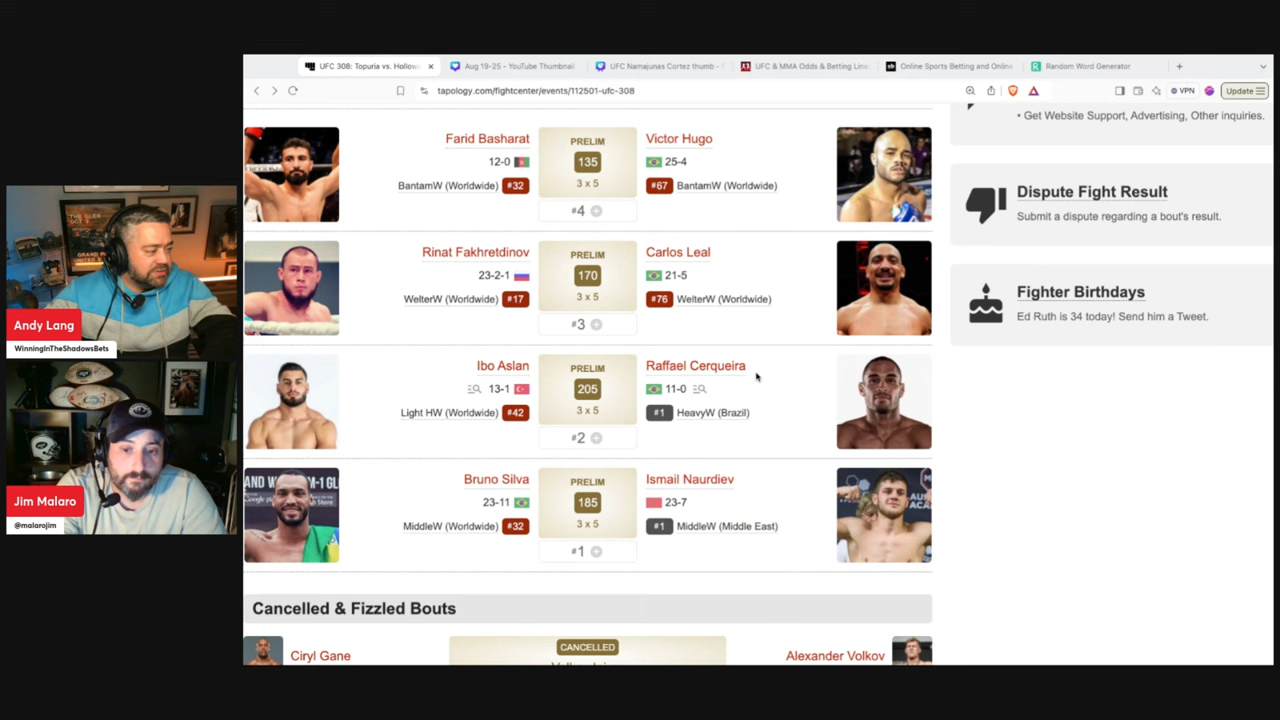 UFC 308: Topuria vs. Hollow
Aug 19-25 - YouTube Thumbnail
UFC Namajunas Cortez thumb - F
UFC & MMA Odds & Betting Line
Online Sports Betting and Online
Random Word Generator
tapology.com/fightcenter/events/112501-ufc-308
VPN
Update
Farid Basharat
PRELIM
Victor Hugo
12-0
135
25-4
BantamW (Worldwide) #32
3 x 5
#67 BantamW (Worldwide)
#4
Rinat Fakhretdinov
PRELIM
Carlos Leal
23-2-1
170
21-5
WelterW (Worldwide) #17
3 x 5
#76 WelterW (Worldwide)
#3
Ibo Aslan
PRELIM
Raffael Cerqueira
13-1
205
11-0
Light HW (Worldwide) #42
3 x 5
#1 HeavyW (Brazil)
#2
Bruno Silva
PRELIM
Ismail Naurdiev
23-11
185
23-7
MiddleW (Worldwide) #32
3 x 5
#1 MiddleW (Middle East)
#1
Cancelled & Fizzled Bouts
CANCELLED
Ciryl Gane
Alexander Volkov
• Get Website Support, Advertising, Other inquiries.
Dispute Fight Result
Submit a dispute regarding a bout's result.
Fighter Birthdays
Ed Ruth is 34 today! Send him a Tweet.
Andy Lang
WinningInTheShadowsBets
Jim Malaro
@malarojim